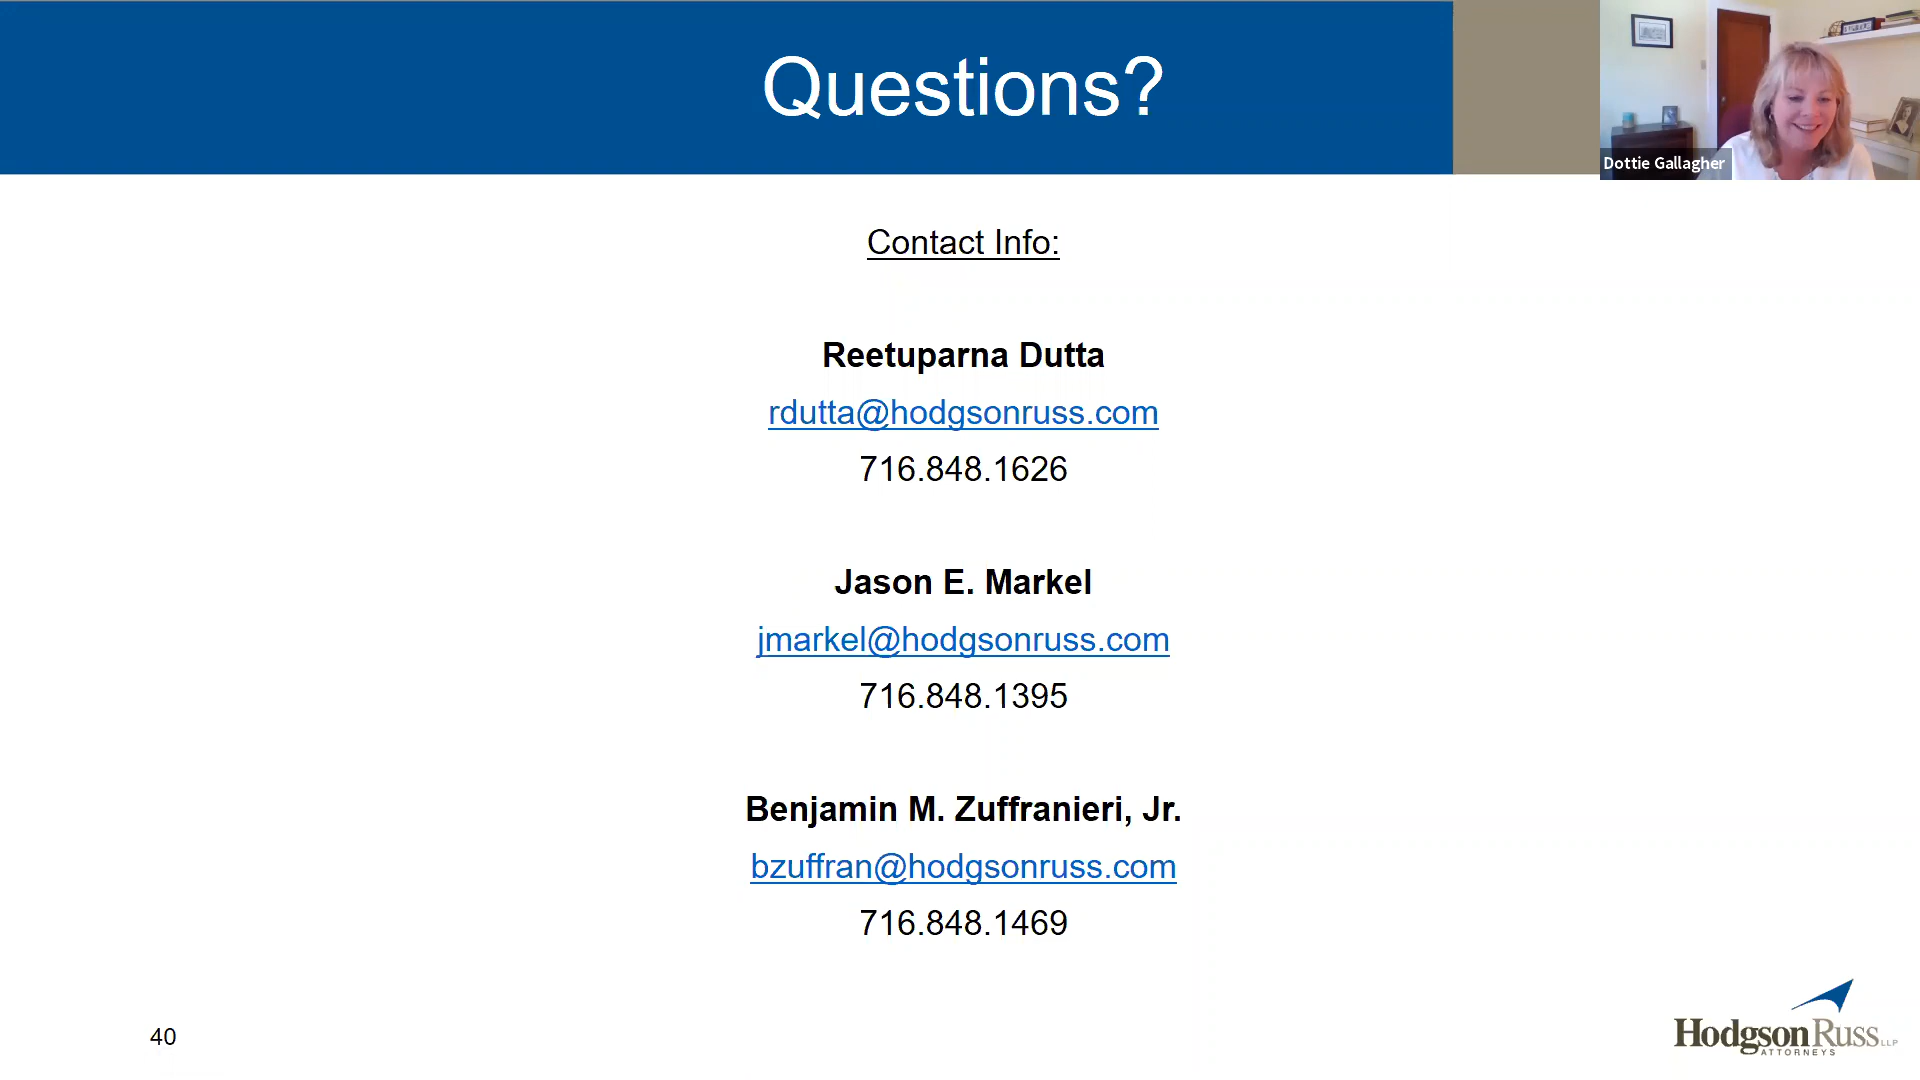 Questions?
Dottie Gallagher
Contact Info:
Reetuparna Dutta
rdutta@hodgsonruss.com
716.848.1626
Jason E. Markel
jmarkel@hodgsonruss.com
716.848.1395
Benjamin M. Zuffranieri, Jr.
bzuffran@hodgsonruss.com
716.848.1469
40
HodgsonRuss LLP
ATTORNEYS